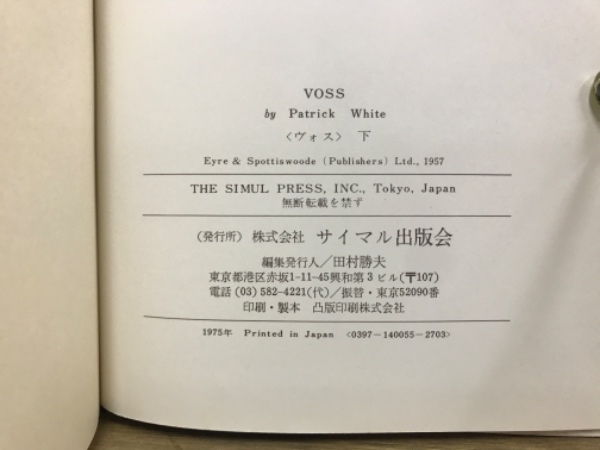 VOSS
by Patrick White
〈ヴォス〉 下
Eyre & Spottiswoode (Publishers) Ltd., 1957
THE SIMUL PRESS, INC., Tokyo, Japan
無断転載を禁ず
(発行所) 株式会社 サイマル出版会
編集発行人/田村勝夫
東京都港区赤坂1-11-45興和第3ビル(〒107)
電話(03)582-4221(代)/振替・東京52090番
印刷・製本 凸版印刷株式会社
1975年 Printed in Japan 〈0397-140055-2703〉